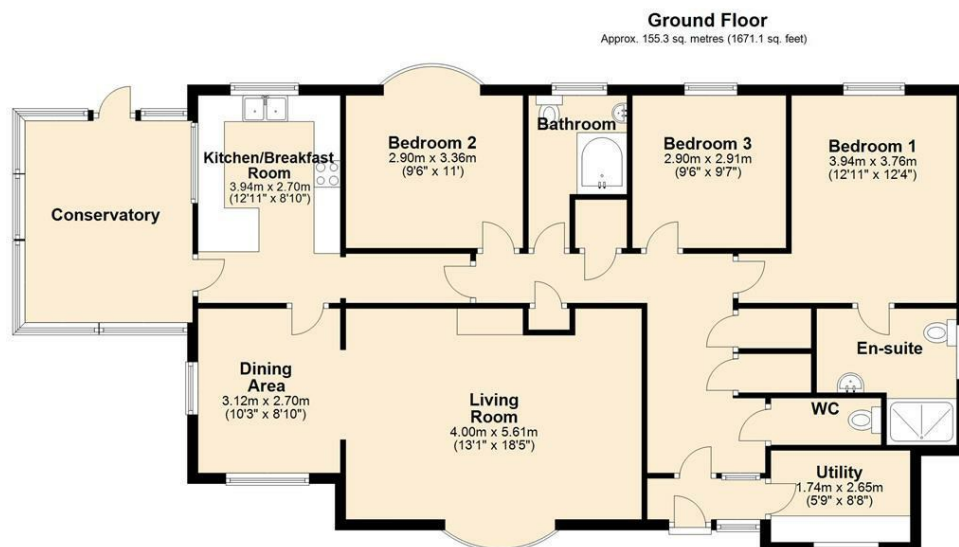 Ground Floor
Approx. 155.3 sq. metres (1671.1 sq. feet)
Conservatory
Kitchen/Breakfast
Room
3.94m x 2.70m
(12'11" x 8'10")
Bedroom 2
2.90m x 3.36m
(9'6" x 11')
Bathroom
Bedroom 3
2.90m x 2.91m
(9'6" x 9'7")
Bedroom 1
3.94m x 3.76m
(12'11" x 12'4")
Dining
Area
3.12m x 2.70m
(10'3" x 8'10")
Living
Room
4.00m x 5.61m
(13'1" x 18'5")
En-suite
WC
Utility
1.74m x 2.65m
(5'9" x 8'8")